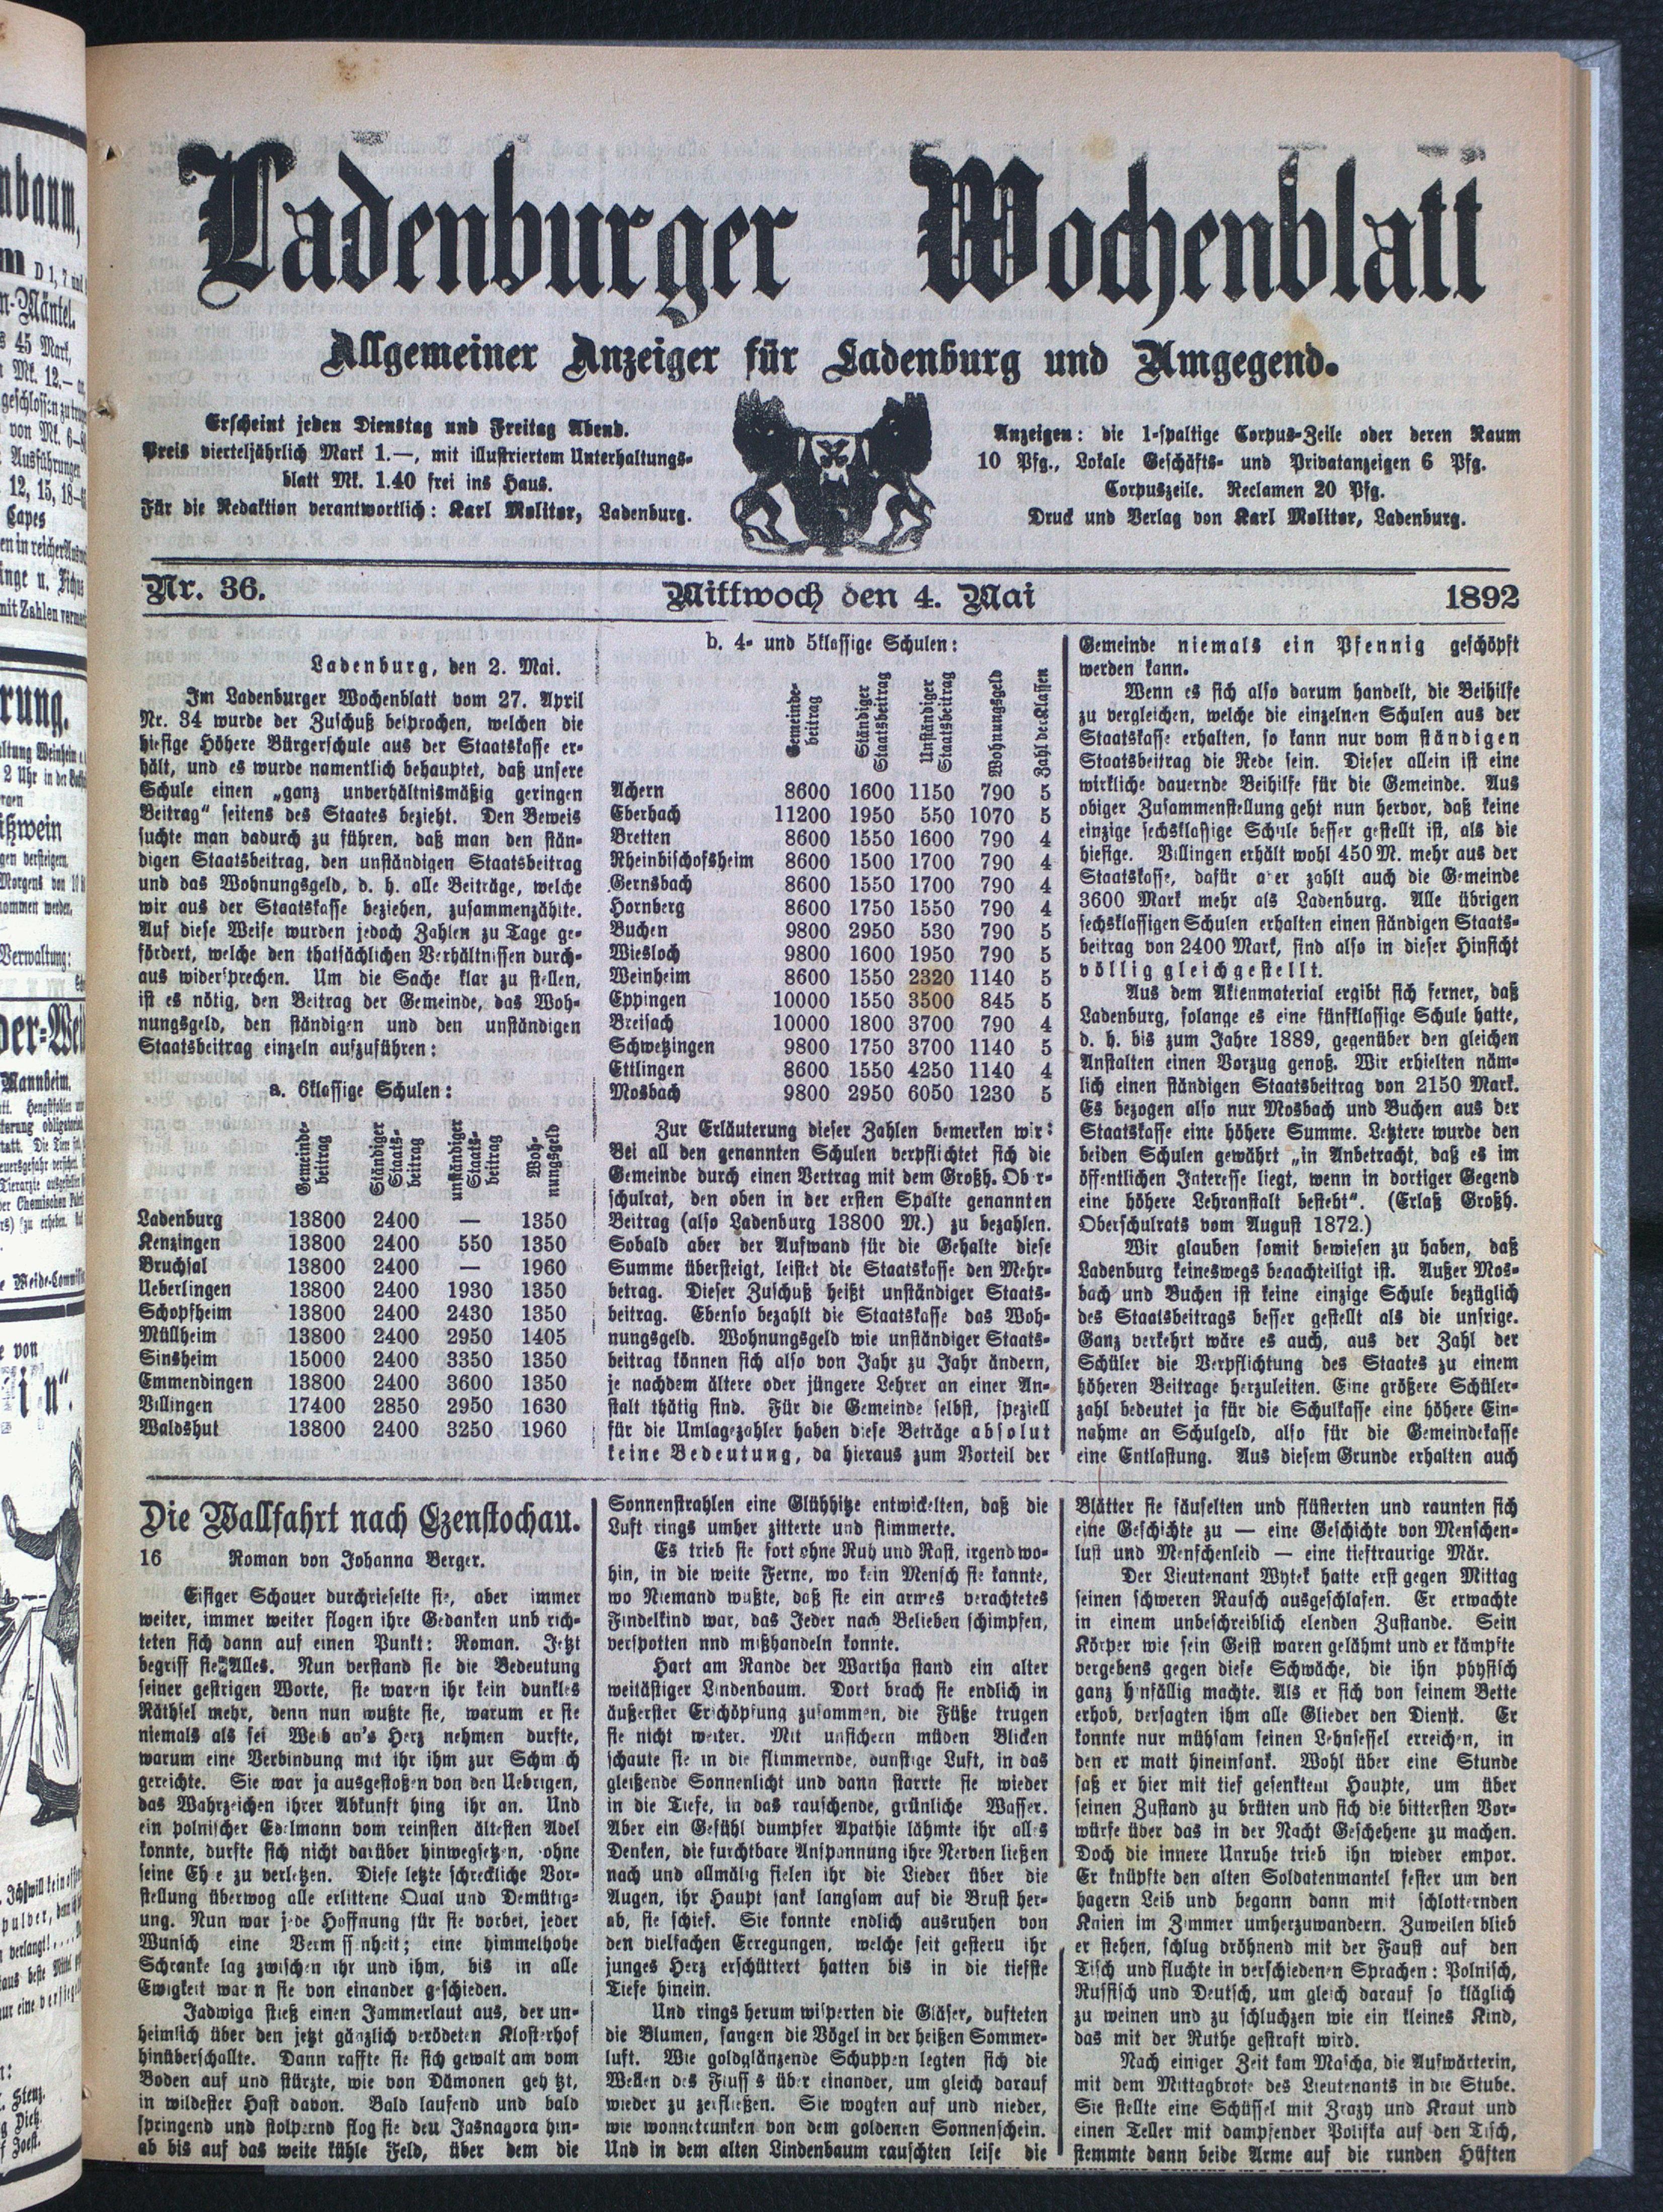 Ladenburger Wochenblatt
Allgemeiner Anzeiger für Ladenburg und Umgegend.
Erscheint jeden Dienstag und Freitag Abend.
Preis vierteljährlich Mark 1.—, mit illustriertem Unterhaltungs-
blatt Mk. 1.40 frei ins Haus.
Für die Redaktion verantwortlich: Karl Molitor, Ladenburg.
Anzeigen: die 1-spaltige Corpus-Zeile oder deren Raum
10 Pfg., Lokale Geschäfts- und Privatanzeigen 6 Pfg.
Corpuszeile. Reclamen 20 Pfg.
Druck und Verlag von Karl Molitor, Ladenburg.
Nr. 36.
Mittwoch den 4. Mai
1892
Ladenburg, den 2. Mai.
Im Ladenburger Wochenblatt vom 27. April
Nr. 34 wurde der Zuschuß besprochen, welchen die
hiesige Höhere Bürgerschule aus der Staatskasse er-
hält, und es wurde namentlich behauptet, daß unsere
Schule einen „ganz unverhältnismäßig geringen
Beitrag“ seitens des Staates bezieht. Den Beweis
suchte man dadurch zu führen, daß man den stän-
digen Staatsbeitrag, den unständigen Staatsbeitrag
und das Wohnungsgeld, d. h. alle Beiträge, welche
wir aus der Staatskasse beziehen, zusammenzählte.
Auf diese Weise wurden jedoch Zahlen zu Tage ge-
fördert, welche den thatsächlichen Verhältnissen durch-
aus widersprechen. Um die Sache klar zu stellen,
ist es nötig, den Beitrag der Gemeinde, das Woh-
nungsgeld, den ständigen und den unständigen
Staatsbeitrag einzeln aufzuführen:
a. 6klassige Schulen:
Gemeinde-
beitrag
Ständiger
Staats-
beitrag
unständiger
Staats-
beitrag
Woh-
nungsgeld
Ladenburg 13800 2400 — 1350
Kenzingen 13800 2400 550 1350
Bruchsal 13800 2400 — 1960
Ueberlingen 13800 2400 1930 1350
Schopfheim 13800 2400 2430 1350
Müllheim 13800 2400 2950 1405
Sinsheim 15000 2400 3350 1350
Emmendingen 13800 2400 3600 1350
Villingen 17400 2850 2950 1630
Waldshut 13800 2400 3250 1960
b. 4- und 5klassige Schulen:
Gemeinde-
beitrag
Ständiger
Staatsbeitrag
Unständiger
Staatsbeitrag
Wohnungsgeld
Zahl der Klassen
Achern 8600 1600 1150 790 5
Eberbach 11200 1950 550 1070 5
Bretten 8600 1550 1600 790 4
Rheinbischofsheim 8600 1500 1700 790 4
Gernsbach 8600 1550 1700 790 4
Hornberg 8600 1750 1550 790 4
Buchen 9800 2950 530 790 5
Wiesloch 9800 1600 1950 790 5
Weinheim 8600 1550 2320 1140 5
Eppingen 10000 1550 3500 845 5
Breisach 10000 1800 3700 790 4
Schwetzingen 9800 1750 3700 1140 5
Ettlingen 8600 1550 4250 1140 4
Mosbach 9800 2950 6050 1230 5
Zur Erläuterung dieser Zahlen bemerken wir:
Bei all den genannten Schulen verpflichtet sich die
Gemeinde durch einen Vertrag mit dem Großh. Ob r-
schulrat, den oben in der ersten Spalte genannten
Beitrag (also Ladenburg 13800 M.) zu bezahlen.
Sobald aber der Aufwand für die Gehalte diese
Summe übersteigt, leistet die Staatskasse den Mehr-
betrag. Dieser Zuschuß heißt unständiger Staats-
beitrag. Ebenso bezahlt die Staatskasse das Woh-
nungsgeld. Wohnungsgeld wie unständiger Staats-
beitrag können sich also von Jahr zu Jahr ändern,
je nachdem ältere oder jüngere Lehrer an einer An-
stalt thätig sind. Für die Gemeinde selbst, speziell
für die Umlagezahler haben diese Beträge absolut
keine Bedeutung, da hieraus zum Vorteil der
Gemeinde niemals ein Pfennig geschöpft
werden kann.
Wenn es sich also darum handelt, die Beihilfe
zu vergleichen, welche die einzelnen Schulen aus der
Staatskasse erhalten, so kann nur vom ständigen
Staatsbeitrag die Rede sein. Dieser allein ist eine
wirkliche dauernde Beihilfe für die Gemeinde. Aus
obiger Zusammenstellung geht nun hervor, daß keine
einzige sechsklassige Schule besser gestellt ist, als die
hiesige. Villingen erhält wohl 450 M. mehr aus der
Staatskasse, dafür a er zahlt auch die Gemeinde
3600 Mark mehr als Ladenburg. Alle übrigen
sechsklassigen Schulen erhalten einen ständigen Staats-
beitrag von 2400 Mark, sind also in dieser Hinsicht
völlig gleichgestellt.
Aus dem Aktenmaterial ergibt sich ferner, daß
Ladenburg, solange es eine fünfklassige Schule hatte,
d. h. bis zum Jahre 1889, gegenüber den gleichen
Anstalten einen Vorzug genoß. Wir erhielten näm-
lich einen ständigen Staatsbeitrag von 2150 Mark.
Es bezogen also nur Mosbach und Buchen aus der
Staatskasse eine höhere Summe. Letztere wurde den
beiden Schulen gewährt „in Anbetracht, daß es im
öffentlichen Interesse liegt, wenn in dortiger Gegend
eine höhere Lehranstalt besteht“. (Erlaß Großh.
Oberschulrats vom August 1872.)
Wir glauben somit bewiesen zu haben, daß
Ladenburg keineswegs benachteiligt ist. Außer Mos-
bach und Buchen ist keine einzige Schule bezüglich
des Staatsbeitrags besser gestellt als die unsrige.
Ganz verkehrt wäre es auch, aus der Zahl der
Schüler die Verpflichtung des Staates zu einem
höheren Beitrage herzuleiten. Eine größere Schüler-
zahl bedeutet ja für die Schulkasse eine höhere Ein-
nahme an Schulgeld, also für die Gemeindekasse
eine Entlastung. Aus diesem Grunde erhalten auch
Die Wallfahrt nach Czenstochau.
16 Roman von Johanna Berger.
Eisiger Schauer durchrieselte sie, aber immer
weiter, immer weiter flogen ihre Gedanken unb rich-
teten sich dann auf einen Punkt: Roman. Jetzt
begriff sie Alles. Nun verstand sie die Bedeutung
seiner gestrigen Worte, sie waren ihr kein dunkles
Räthsel mehr, denn nun wußte sie, warum er sie
niemals als sei Weib an's Herz nehmen durfte,
warum eine Verbindung mit ihr ihm zur Schm ch
gereichte. Sie war ja ausgestoßen von den Uebrigen,
das Wahrzeichen ihrer Abkunft hing ihr an. Und
ein polnischer Edelmann vom reinsten ältesten Adel
konnte, durfte sich nicht darüber hinwegsetzen, ohne
seine Eh e zu verletzen. Diese letzte schreckliche Vor-
stellung überwog alle erlittene Qual und Demütig-
ung. Nun war jede Hoffnung für sie vorbei, jeder
Wunsch eine Verm ss nheit; eine himmelhohe
Schranke lag zwischen ihr und ihm, bis in alle
Ewigkeit war n sie von einander geschieden.
Jadwiga stieß einen Jammerlaut aus, der un-
heimlich über den jetzt gänzlich verödeten Klosterhof
hinüberschallte. Dann raffte sie sich gewalt am vom
Boden auf und stürzte, wie von Dämonen geh tzt,
in wildester Hast davon. Bald laufend und bald
springend und stolpernd flog sie den Jasnagora hin-
ab bis auf das weite kühle Feld, über dem die
Sonnenstrahlen eine Glühhitze entwickelten, daß die
Luft rings umher zitterte und flimmerte.
Es trieb sie fort ohne Ruh und Rast, irgend wo-
hin, in die weite Ferne, wo kein Mensch sie kannte,
wo Niemand wußte, daß sie ein armes verachtetes
Findelkind war, das Jeder nach Belieben schimpfen,
verspotten nnd mißhandeln konnte.
Hart am Rande der Wartha stand ein alter
weitästiger Lindenbaum. Dort brach sie endlich in
äußerster Erschöpfung zusammen, die Füße trugen
sie nicht weiter. Mit unsichern müden Blicken
schaute sie in die flimmernde, dunstige Luft, in das
gleißende Sonnenlicht und dann starrte sie wieder
in die Tiefe, in das rauschende, grünliche Wasser.
Aber ein Gefühl dumpfer Apathie lähmte ihr alles
Denken, die furchtbare Anspannung ihre Nerven ließen
nach und allmälig fielen ihr die Lieder über die
Augen, ihr Haupt sank langsam auf die Brust her-
ab, sie schief. Sie konnte endlich ausruhen von
den vielfachen Erregungen, welche seit gesteru ihr
junges Herz erschüttert hatten bis in die tiefste
Tiefe hinein.
Und rings herum wisperten die Gläser, dufteten
die Blumen, sangen die Vögel in der heißen Sommer-
luft. Wie goldglänzende Schuppen legten sich die
Wellen des Fluss s über einander, um gleich darauf
wieder zu zerfließen. Sie wogten auf und nieder,
wie wonnetrunken von dem goldenen Sonnenschein.
Und in dem alten Lindenbaum rauschten leise die
Blätter sie säuselten und flüsterten und raunten sich
eine Geschichte zu — eine Geschichte von Menschen-
lust und Menschenleid — eine tieftraurige Mär.
Der Lieutenant Wytek hatte erst gegen Mittag
seinen schweren Rausch ausgeschlafen. Er erwachte
in einem unbeschreiblich elenden Zustande. Sein
Körper wie sein Geist waren gelähmt und er kämpfte
vergebens gegen diese Schwäche, die ihn physisch
ganz h nfällig machte. Als er sich von seinem Bette
erhob, versagten ihm alle Glieder den Dienst. Er
konnte nur mühsam seinen Lehnsessel erreichen, in
den er matt hineinsank. Wohl über eine Stunde
saß er hier mit tief gesenktem Haupte, um über
seinen Zustand zu brüten und sich die bittersten Vor-
würfe über das in der Nacht Geschehene zu machen.
Doch die innere Unruhe trieb ihn wieder empor.
Er knüpfte den alten Soldatenmantel fester um den
hagern Leib und begann dann mit schlotternden
Knien im Zimmer umherzuwandern. Zuweilen blieb
er stehen, schlug dröhnend mit der Faust auf den
Tisch und fluchte in verschiedenen Sprachen: Polnisch,
Russisch und Deutsch, um gleich darauf so kläglich
zu weinen und zu schluchzen wie ein kleines Kind,
das mit der Ruthe gestraft wird.
Nach einiger Zeit kam Mascha, die Aufwärterin,
mit dem Mittagbrote des Lieutenants in die Stube.
Sie stellte eine Schüssel mit Zrazy und Kraut und
einen Teller mit dampfender Polifka auf den Tisch,
stemmte dann beide Arme auf die runden Hüften